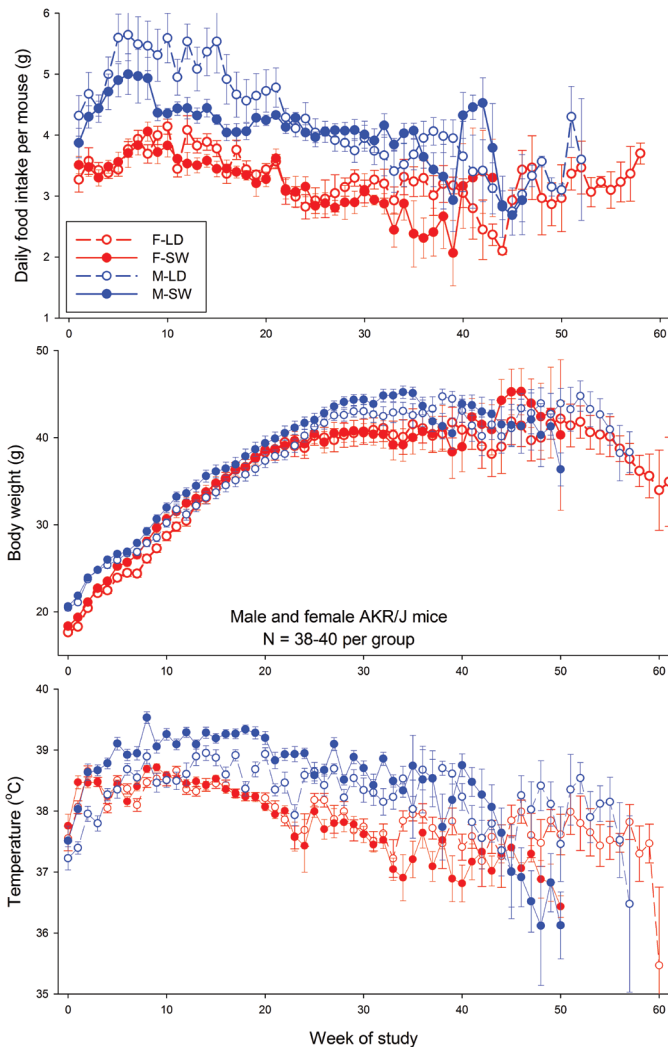 6
5
4
3
2
1
Daily food intake per mouse (g)
F-LD
F-SW
M-LD
M-SW
0 10 20 30 40 50 60
50
40
30
20
Body weight (g)
Male and female AKR/J mice
N = 38-40 per group
0 10 20 30 40 50 60
40
39
38
37
36
35
Temperature (°C)
0 10 20 30 40 50 60
Week of study